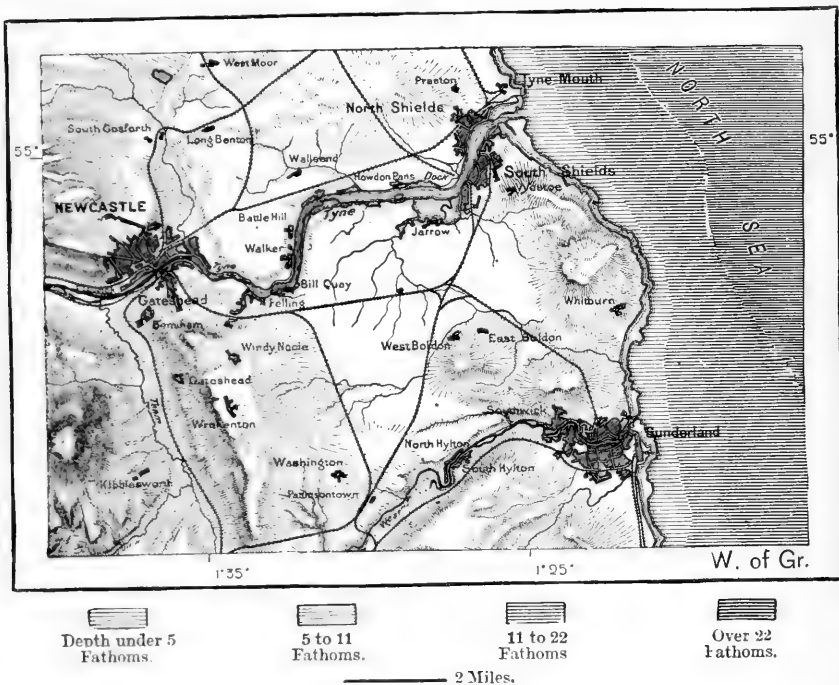 West Moor
Preston
Tyne Mouth
North Shields
NORTH SEA
South Gosforth
Long Benton
55°
55°
Wallsend
Howdon Pans
Dock
South Shields
Westoe
NEWCASTLE
Battle Hill
Tyne
Jarrow
Walker
Tyne
Bill Quay
Gateshead
Felling
Whitburn
Windy Nook
West Boldon
East Boldon
Gateshead
Wrekenton
Southwick
Sunderland
Team
North Hylton
Washington
South Hylton
Kibblesworth
Pattinsontown
W. of Gr.
1°35'
1°25'
Depth under 5
Fathoms.
5 to 11
Fathoms.
11 to 22
Fathoms
Over 22
Fathoms.
2 Miles.